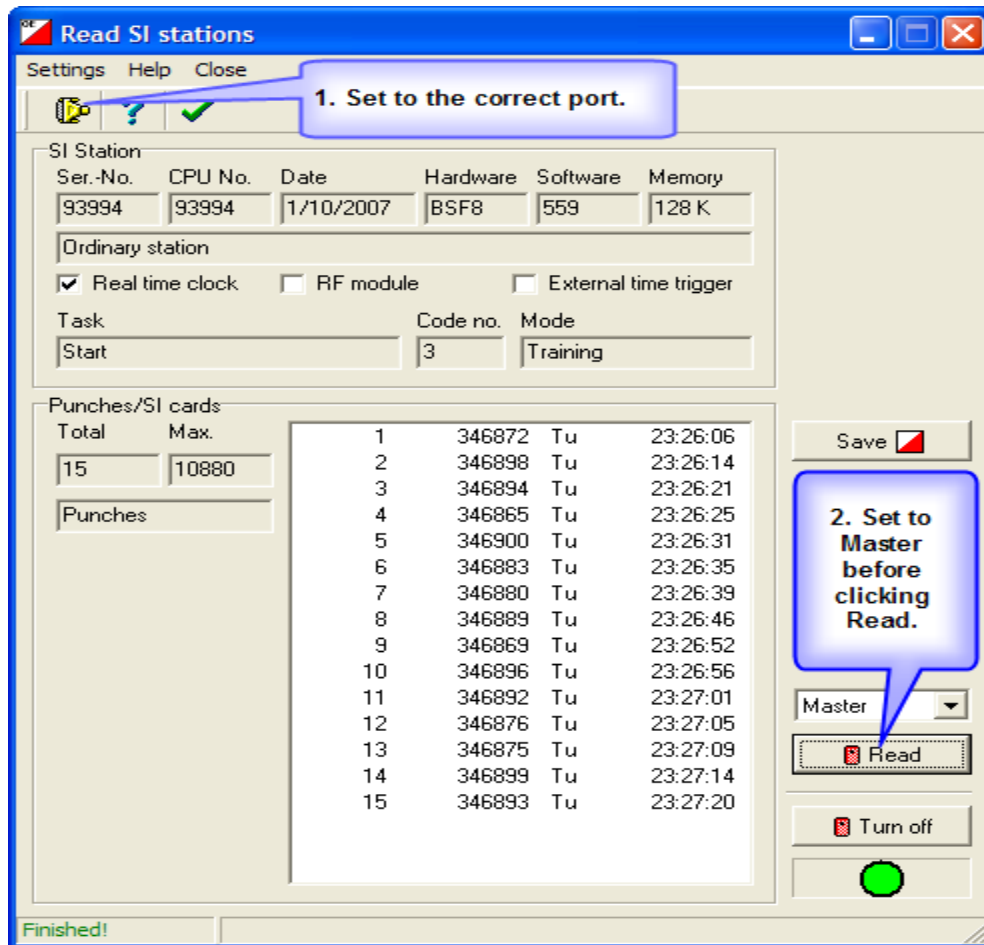 OE Read SI stations
Settings Help Close
1. Set to the correct port.
?
SI Station
Ser.-No. CPU No. Date Hardware Software Memory
93994 93994 1/10/2007 BSF8 559 128 K
Ordinary station
Real time clock RF module External time trigger
Task Code no. Mode
Start 3 Training
Punches/SI cards
Total Max.
15 10880
Punches
1 346872 Tu 23:26:06
2 346898 Tu 23:26:14
3 346894 Tu 23:26:21
4 346865 Tu 23:26:25
5 346900 Tu 23:26:31
6 346883 Tu 23:26:35
7 346880 Tu 23:26:39
8 346889 Tu 23:26:46
9 346869 Tu 23:26:52
10 346896 Tu 23:26:56
11 346892 Tu 23:27:01
12 346876 Tu 23:27:05
13 346875 Tu 23:27:09
14 346899 Tu 23:27:14
15 346893 Tu 23:27:20
Save
2. Set to
Master
before
clicking
Read.
Master
Read
Turn off
Finished!